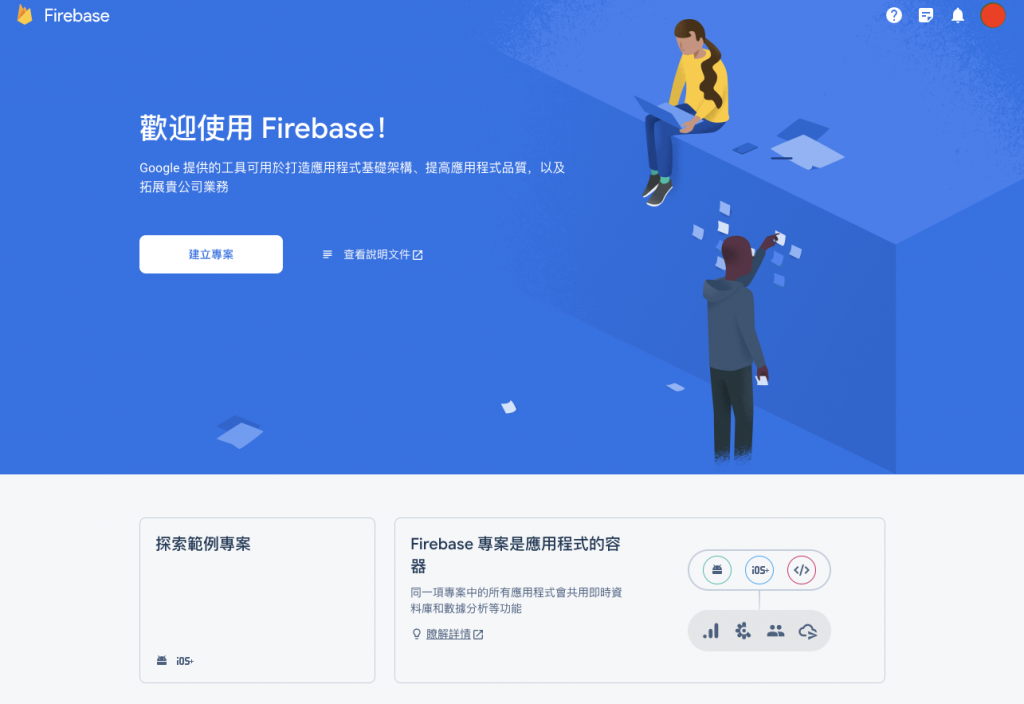 Firebase
歡迎使用 Firebase！
Google 提供的工具可用於打造應用程式基礎架構、提高應用程式品質，以及
拓展貴公司業務
建立專案
查看說明文件
探索範例專案
iOS+
Firebase 專案是應用程式的容
器
同一項專案中的所有應用程式會共用即時資
料庫和數據分析等功能
瞭解詳情
iOS+